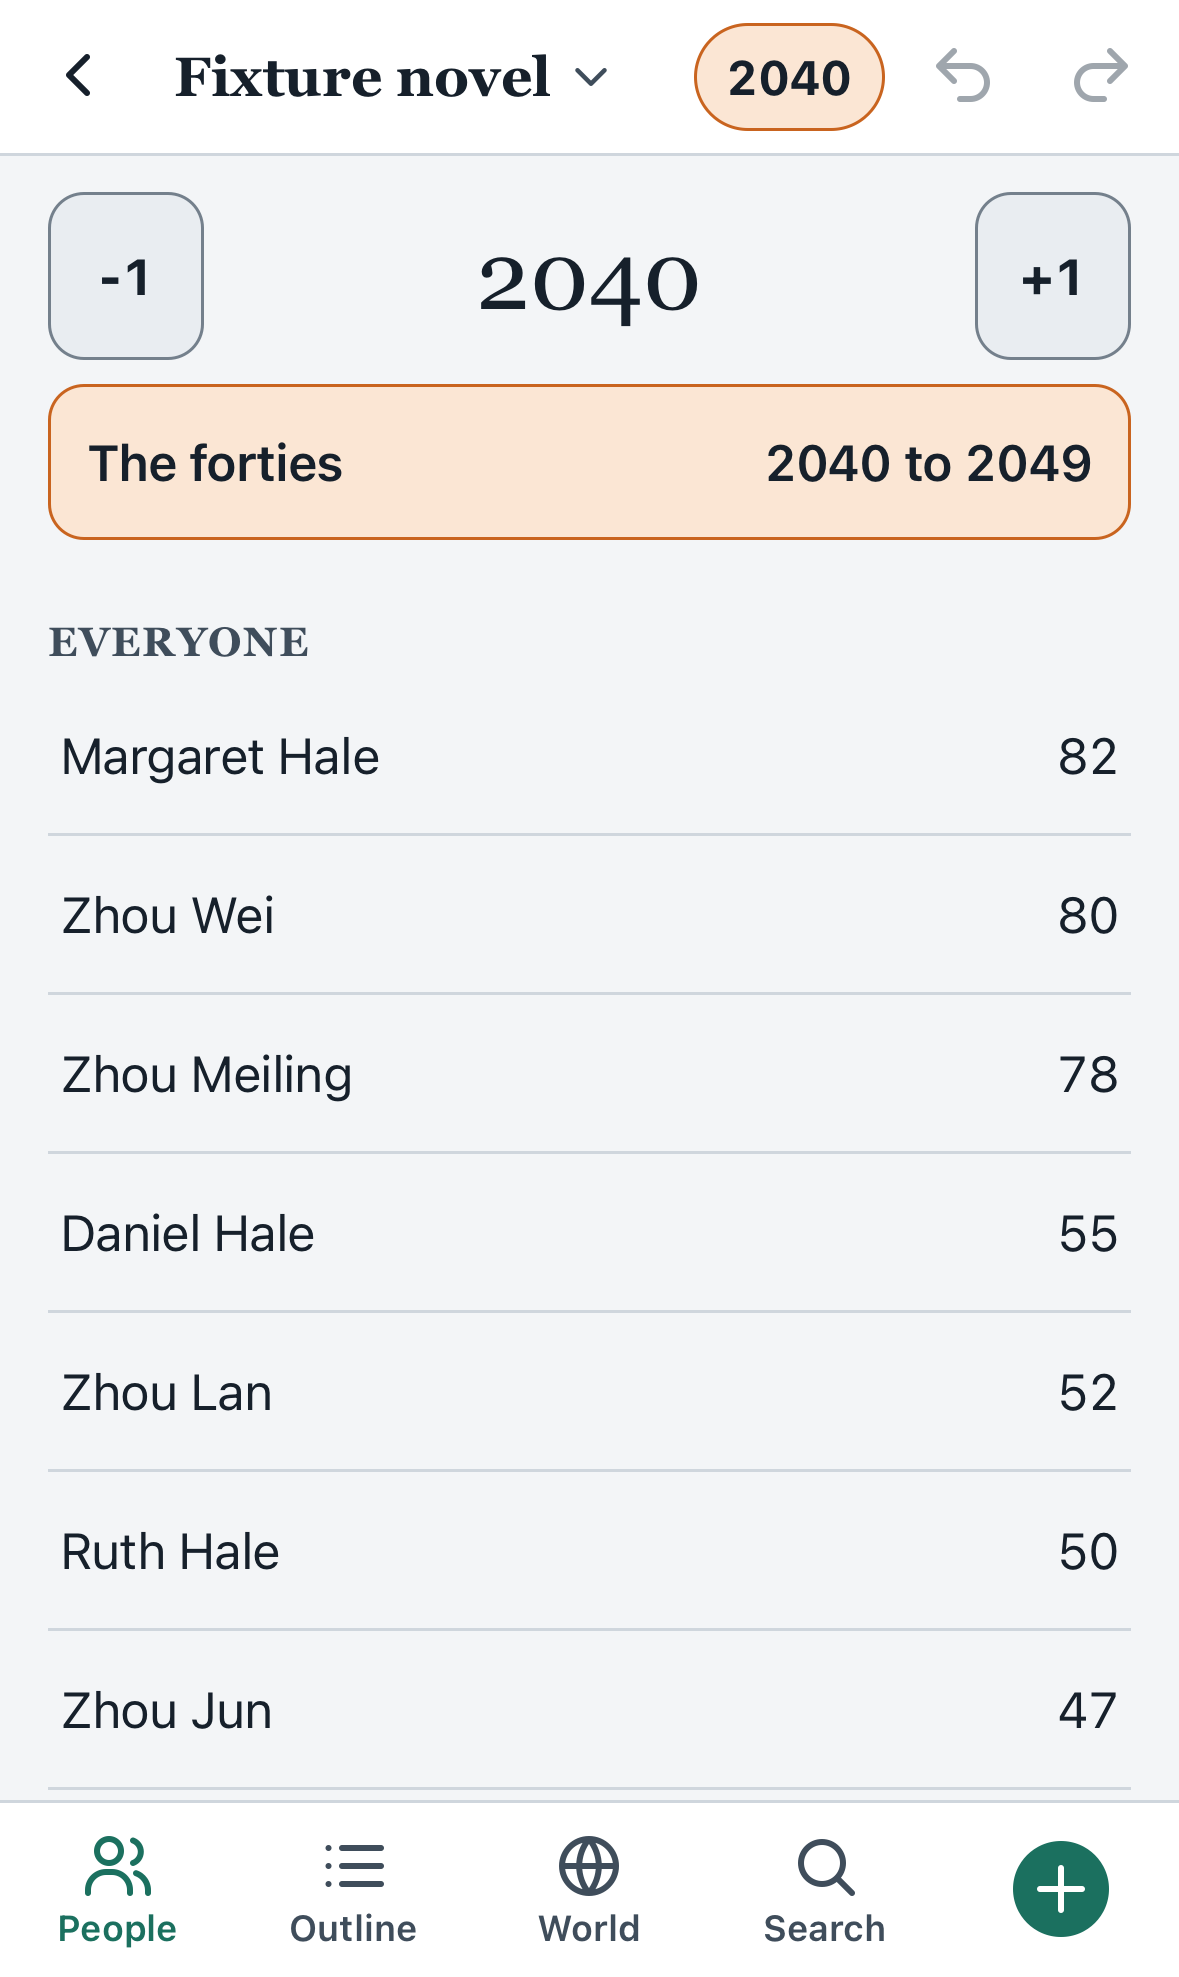 Fixture novel 2040
-1 2040 +1
The forties 2040 to 2049
EVERYONE
Margaret Hale 82
Zhou Wei 80
Zhou Meiling 78
Daniel Hale 55
Zhou Lan 52
Ruth Hale 50
Zhou Jun 47
People Outline World Search